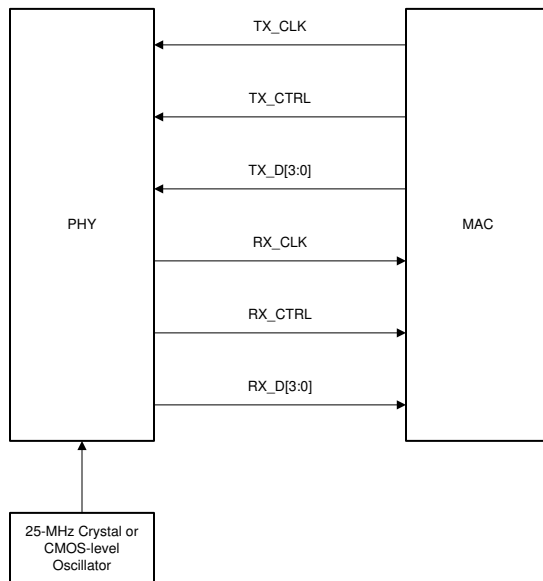 TX_CLK
TX_CTRL
TX_D[3:0]
PHY
RX_CLK
MAC
RX_CTRL
RX_D[3:0]
25-MHz Crystal or
CMOS-level
Oscillator